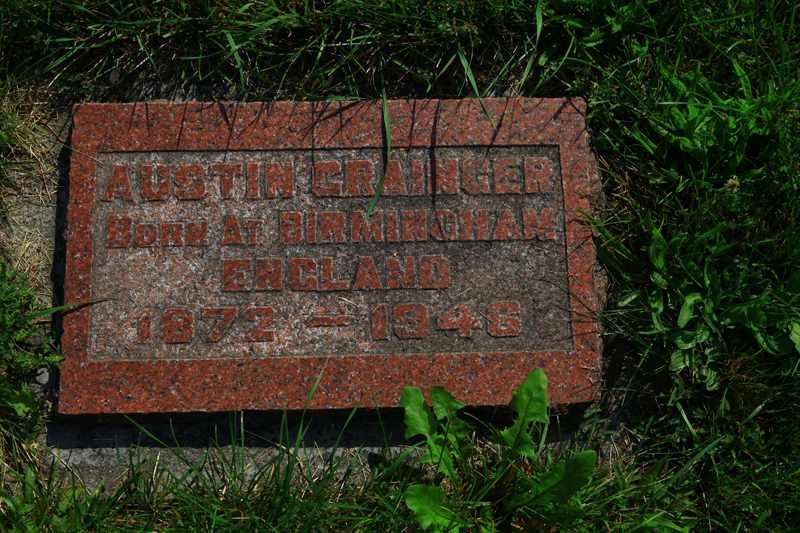 AUSTIN GRAINGER
BORN AT BIRMINGHAM
ENGLAND
1872 - 1946